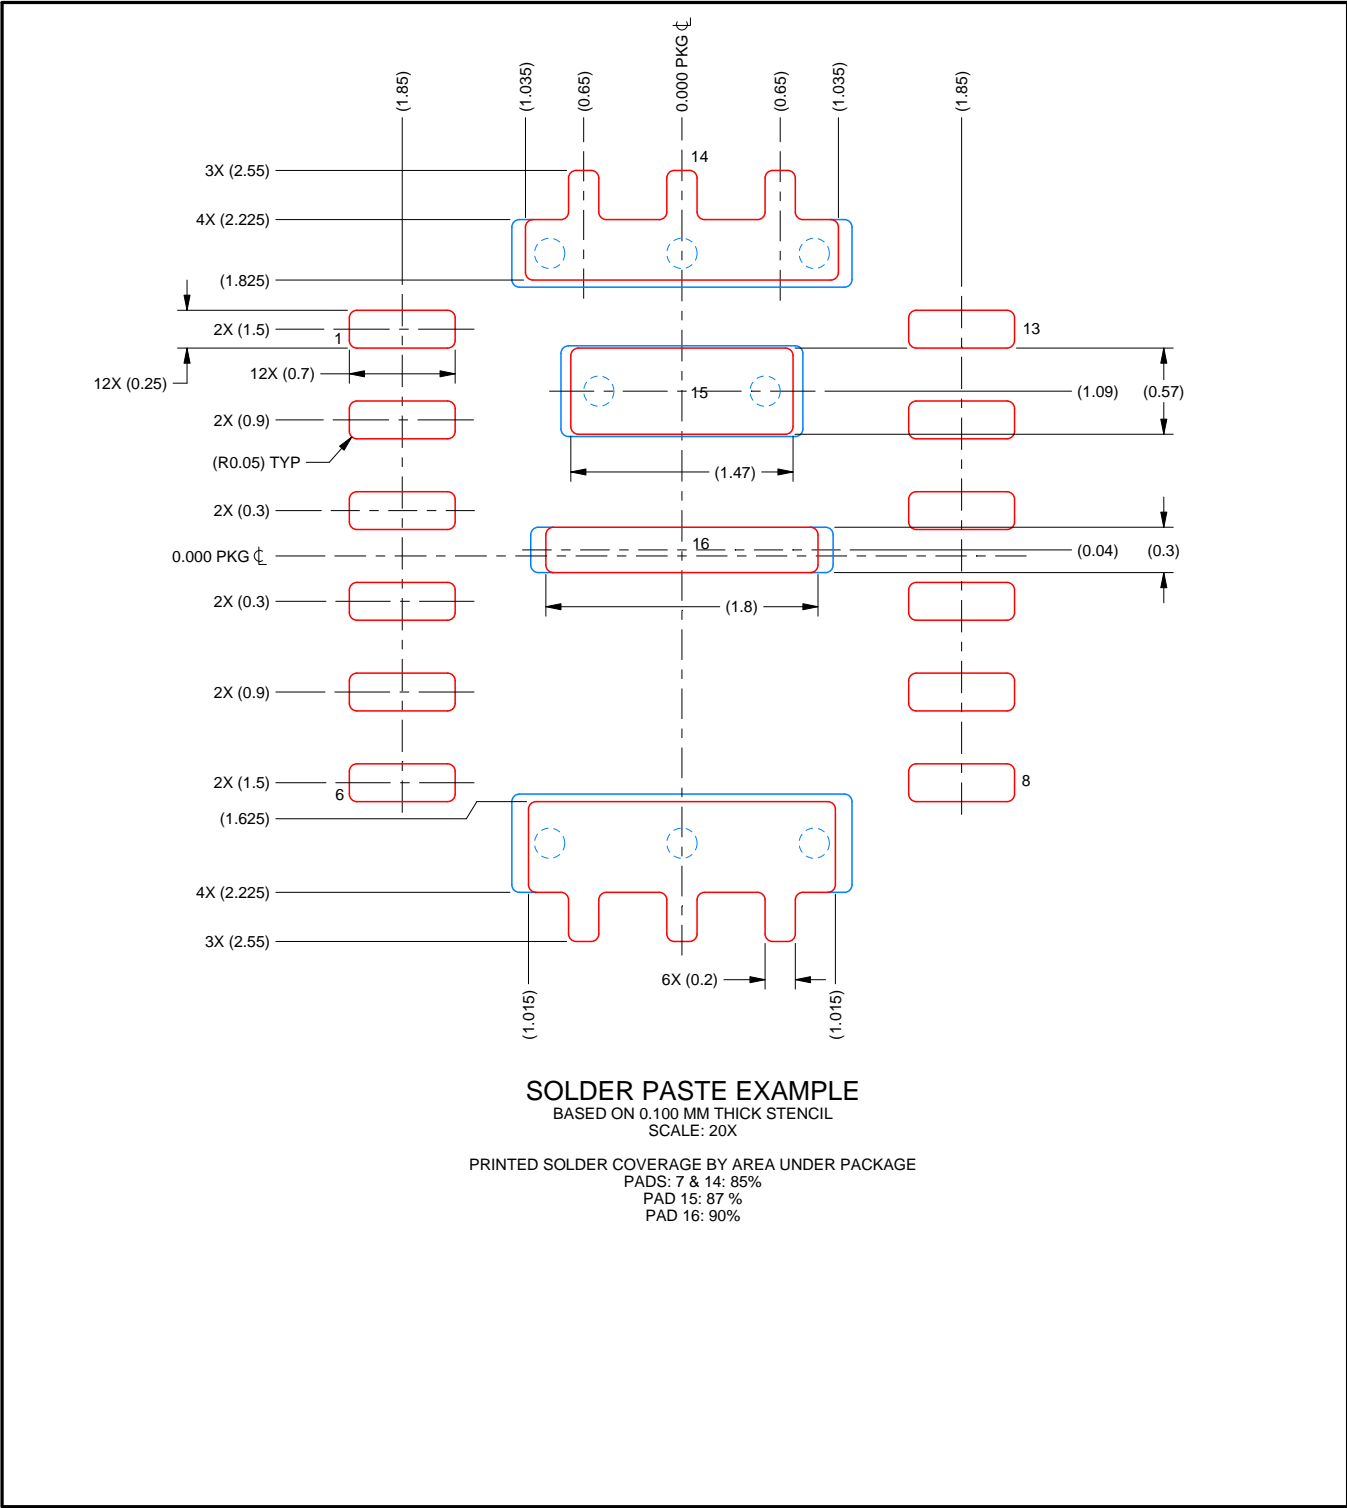 0.000 PKG ℄
(1.85)
(1.035)
(0.65)
(0.65)
(1.035)
(1.85)
14
3X (2.55)
4X (2.225)
(1.825)
2X (1.5)
1
13
12X (0.25)
12X (0.7)
15
(1.09)
(0.57)
2X (0.9)
(R0.05) TYP
(1.47)
2X (0.3)
16
0.000 PKG ℄
(0.04)
(0.3)
2X (0.3)
(1.8)
2X (0.9)
2X (1.5)
6
8
(1.625)
4X (2.225)
3X (2.55)
6X (0.2)
(1.015)
(1.015)
SOLDER PASTE EXAMPLE
BASED ON 0.100 MM THICK STENCIL
SCALE: 20X
PRINTED SOLDER COVERAGE BY AREA UNDER PACKAGE
PADS: 7 & 14: 85%
PAD 15: 87 %
PAD 16: 90%